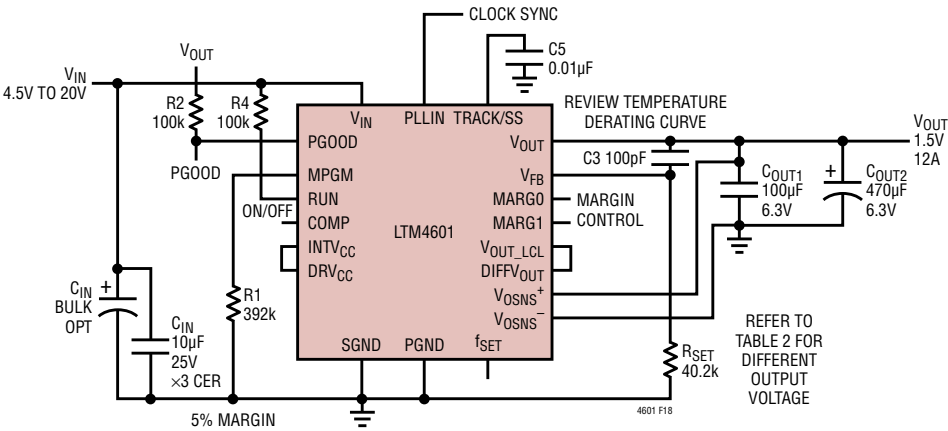 CLOCK SYNC
C5
0.01µF
VOUT
VIN
4.5V TO 20V
R2
100k
R4
100k
REVIEW TEMPERATURE
DERATING CURVE
VIN
PLLIN
TRACK/SS
PGOOD
VOUT
VOUT
1.5V
12A
C3 100pF
PGOOD
MPGM
VFB
COUT1
100µF
6.3V
+
COUT2
470µF
6.3V
RUN
MARG0
MARGIN
CONTROL
ON/OFF
COMP
MARG1
LTM4601
INTVCC
VOUT_LCL
DRVCC
DIFFVOUT
VOSNS+
VOSNS–
CIN
BULK
OPT
+
R1
392k
CIN
10µF
25V
×3 CER
REFER TO
TABLE 2 FOR
DIFFERENT
OUTPUT
VOLTAGE
SGND
PGND
fSET
RSET
40.2k
4601 F18
5% MARGIN